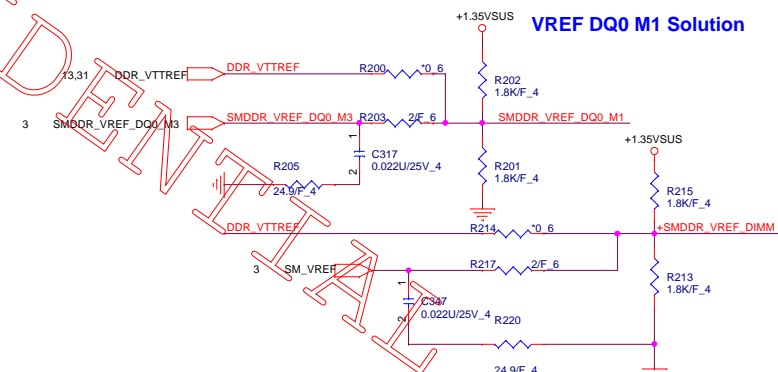 +1.35VSUS
VREF DQ0 M1 Solution
13,31 DDR_VTTREF
DDR_VTTREF
R200
*0_6
R202
1.8K/F_4
3 SMDDR_VREF_DQ0_M3
SMDDR_VREF_DQ0_M3
R203
2/F_6
SMDDR_VREF_DQ0_M1
1
2
C317
0.022U/25V_4
R201
1.8K/F_4
+1.35VSUS
R205
24.9/F_4
R215
1.8K/F_4
DDR_VTTREF
R214
*0_6
+SMDDR_VREF_DIMM
3 SM_VREF
R217
2/F_6
R213
1.8K/F_4
1
2
C347
0.022U/25V_4
R220
24.9/F_4
DENTIAL